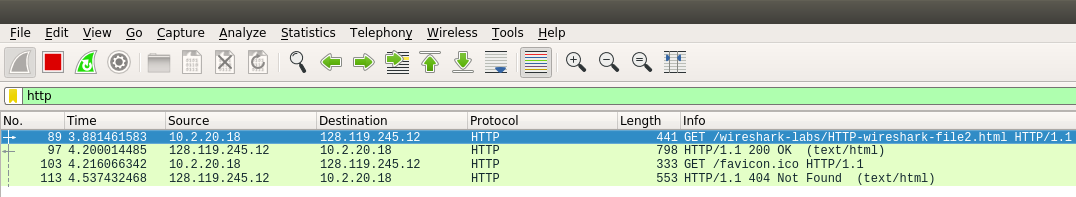 File Edit View Go Capture Analyze Statistics Telephony Wireless Tools Help
http
No. Time Source Destination Protocol Length Info
89 3.881461583 10.2.20.18 128.119.245.12 HTTP 441 GET /wireshark-labs/HTTP-wireshark-file2.html HTTP/1.1
97 4.200014485 128.119.245.12 10.2.20.18 HTTP 798 HTTP/1.1 200 OK (text/html)
103 4.216066342 10.2.20.18 128.119.245.12 HTTP 333 GET /favicon.ico HTTP/1.1
113 4.537432468 128.119.245.12 10.2.20.18 HTTP 553 HTTP/1.1 404 Not Found (text/html)